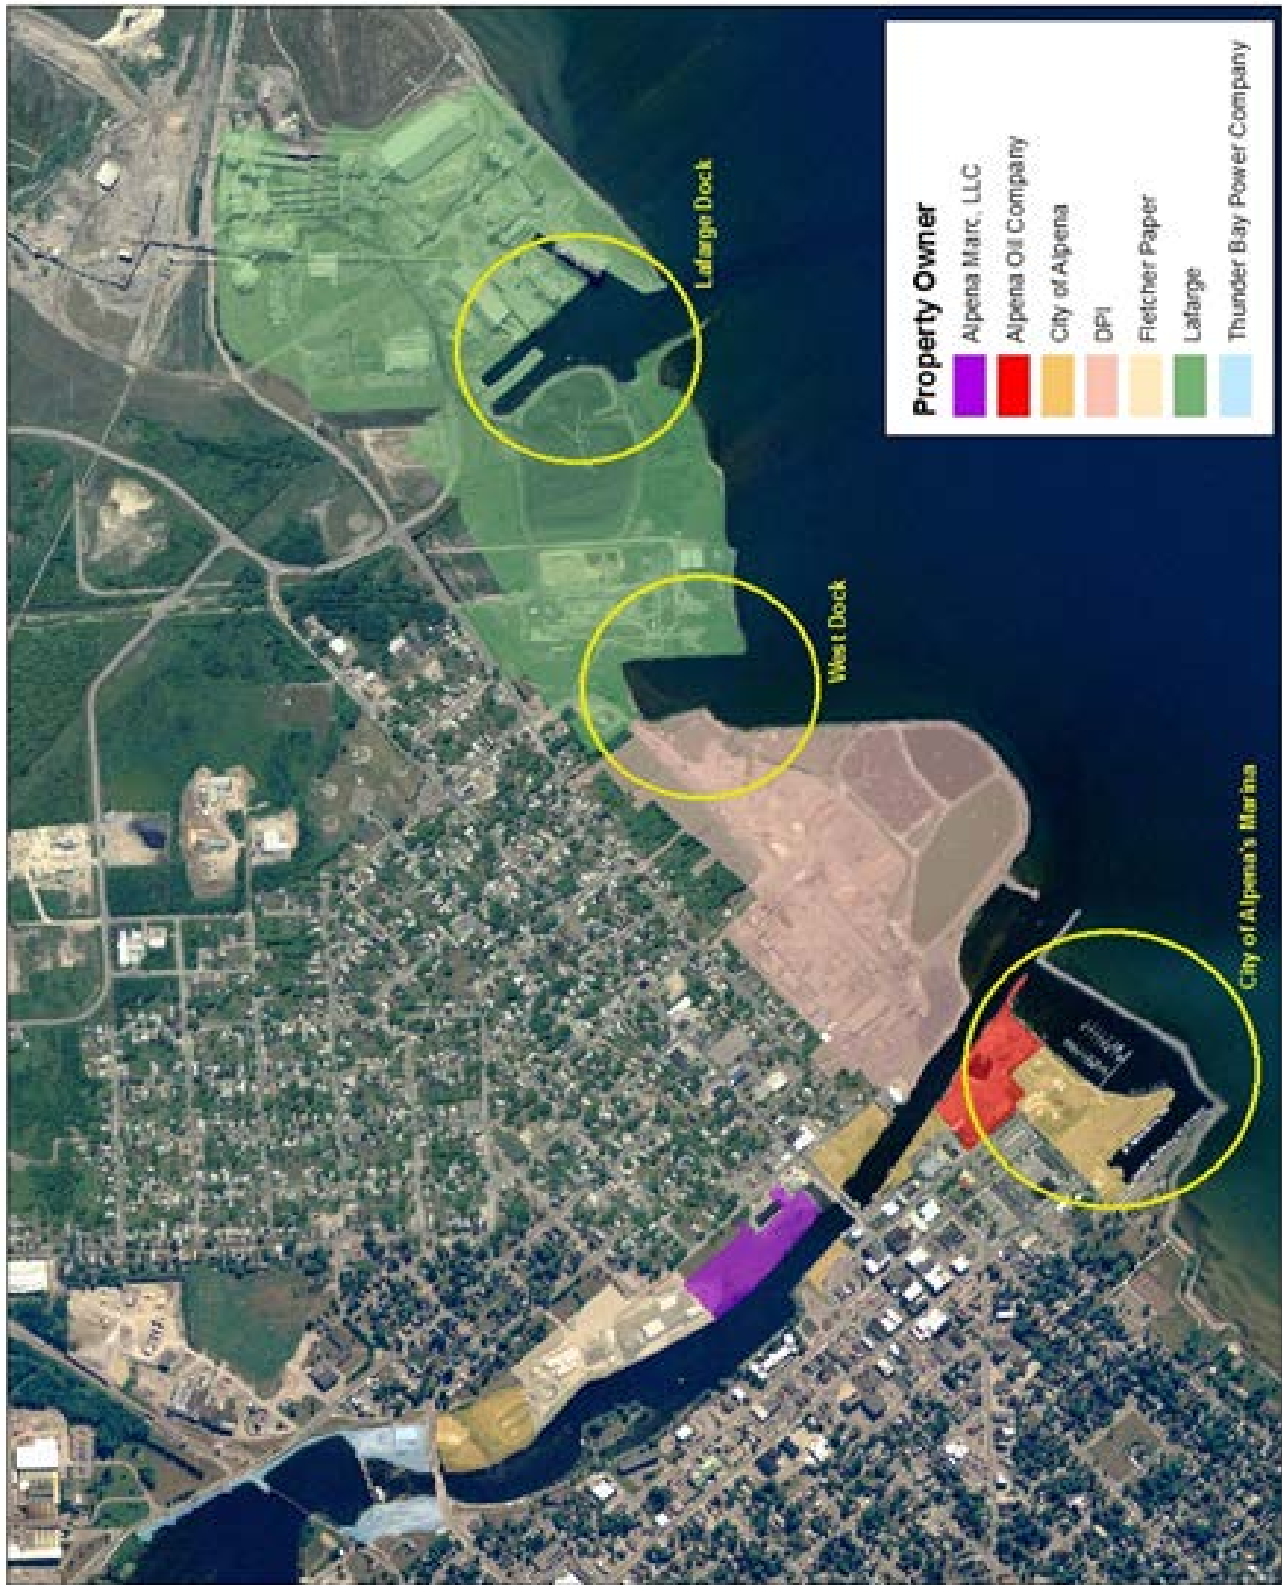 Lafarge Dock
West Dock
City of Alpena's Marina
Property Owner
Alpena Marc, LLC
Alpena Oil Company
City of Alpena
DPI
Fletcher Paper
Lafarge
Thunder Bay Power Company